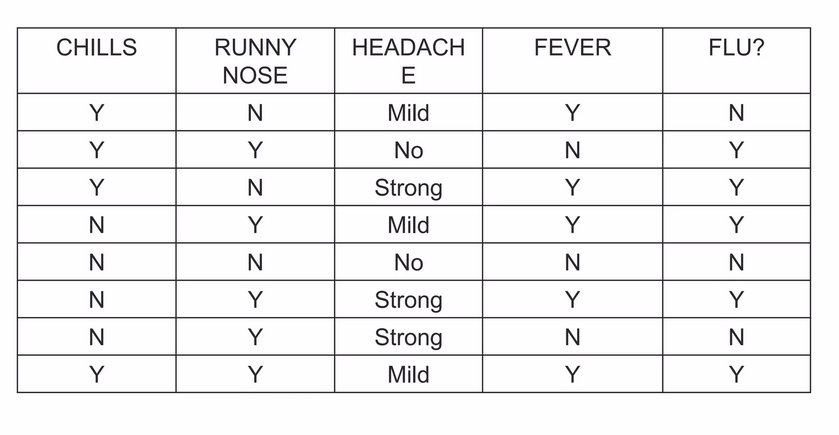 CHILLS RUNNY NOSE HEADACH E FEVER FLU?
Y N Mild Y N
Y Y No N Y
Y N Strong Y Y
N Y Mild Y Y
N N No N N
N Y Strong Y Y
N Y Strong N N
Y Y Mild Y Y